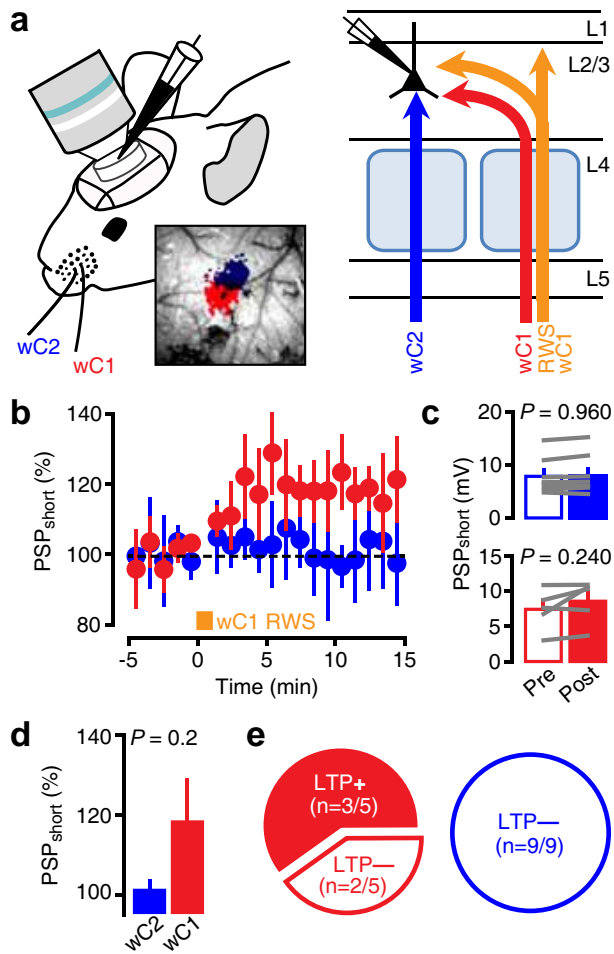 a
wC2
wC1
L1
L2/3
L4
L5
wC2
wC1
RWS
wC1
b
PSPshort (%)
140
120
100
80
wC1 RWS
-5
0
5
10
15
Time (min)
c
PSPshort (mV)
P = 0.960
20
10
0
P = 0.240
15
10
5
0
Pre
Post
d
PSPshort (%)
P = 0.2
140
120
100
wC2
wC1
e
LTP+
(n=3/5)
LTP—
(n=2/5)
LTP—
(n=9/9)